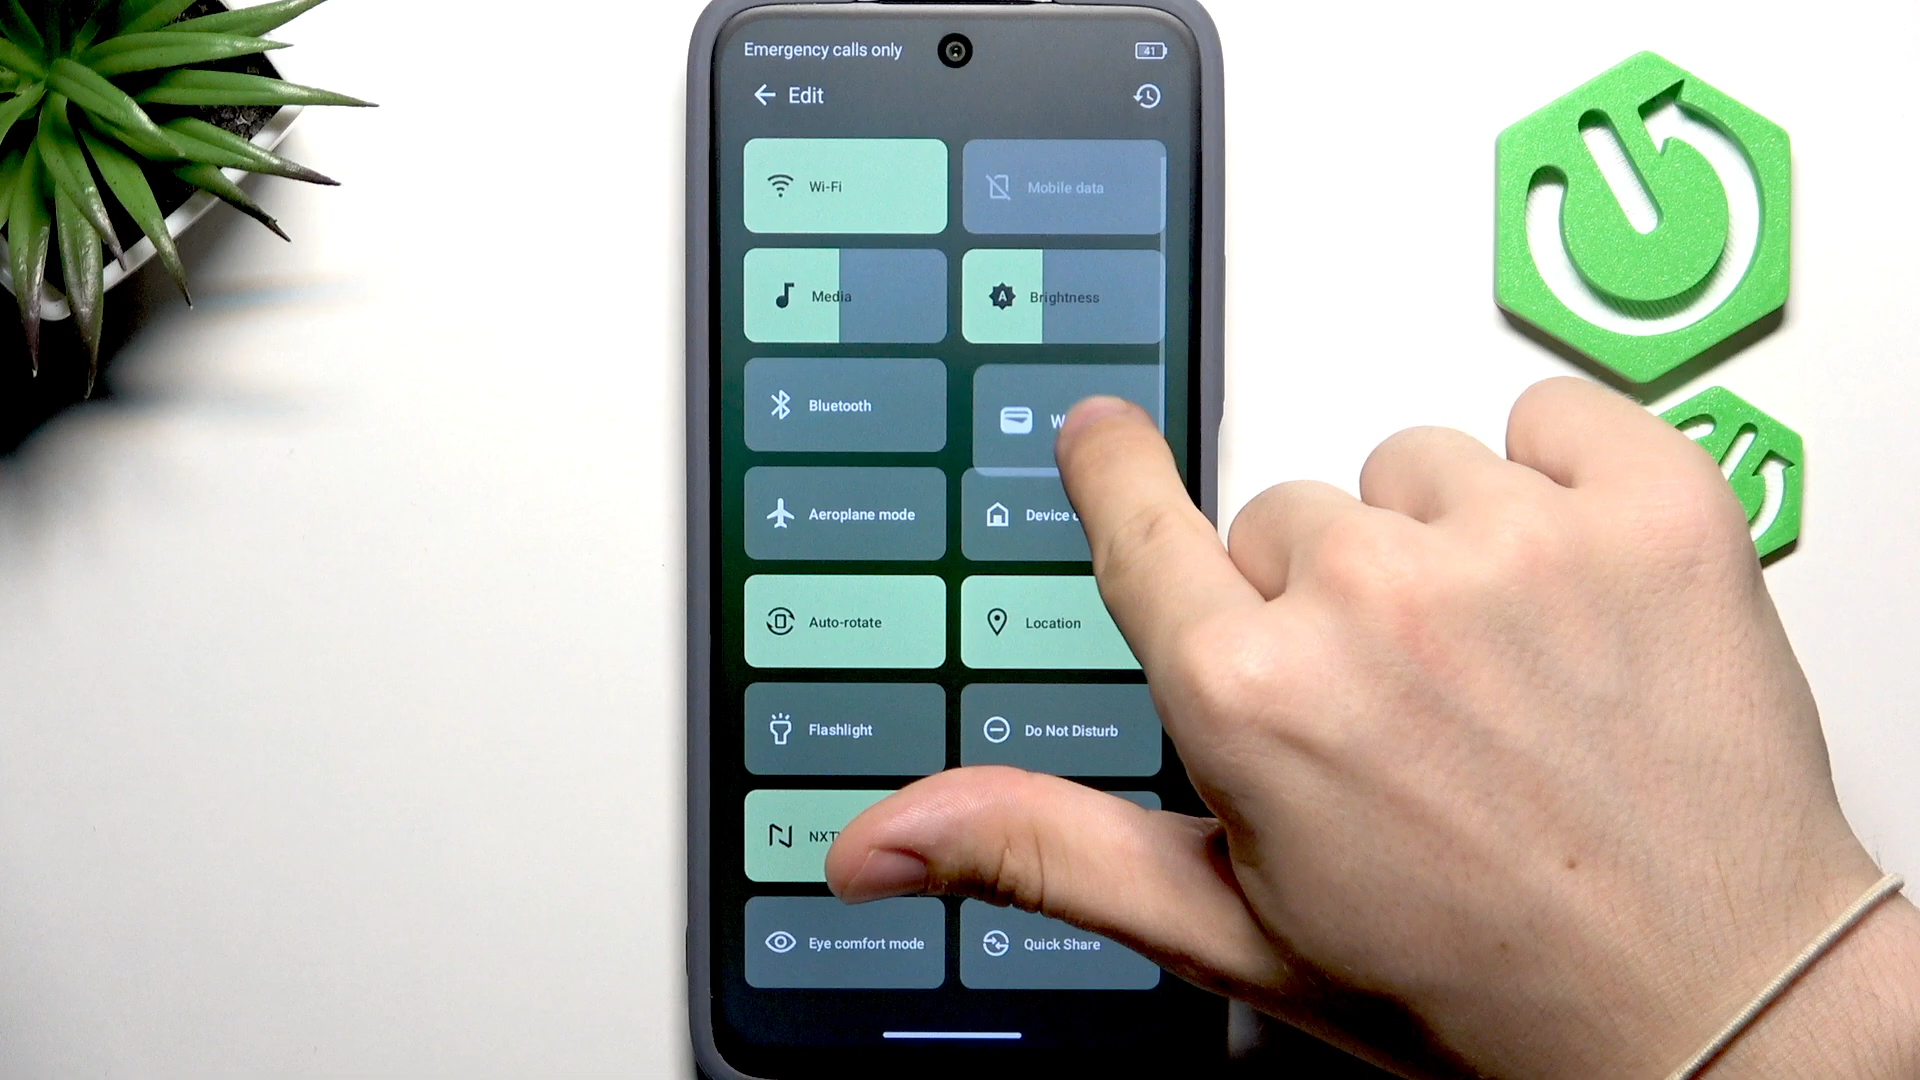 Emergency calls only 41
Edit
Wi-Fi
Mobile data
Media
Brightness
Bluetooth
Aeroplane mode
Device
Auto-rotate
Location
Flashlight
Do Not Disturb
Eye comfort mode
Quick Share